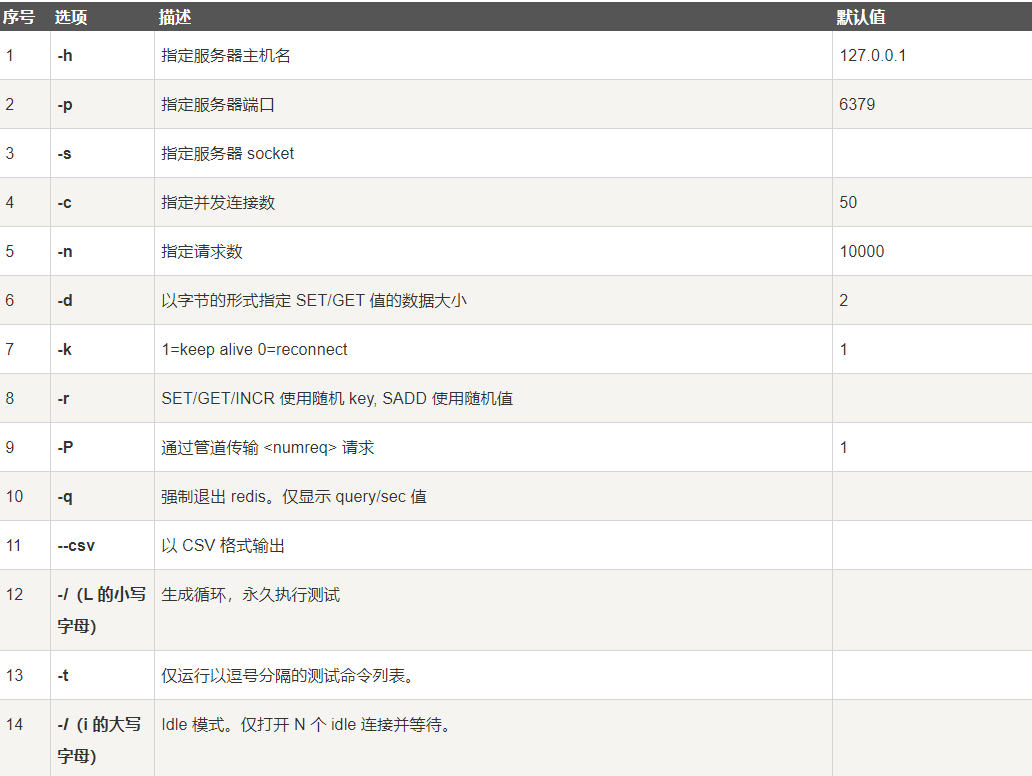 序号 选项 描述 默认值
1 -h 指定服务器主机名 127.0.0.1
2 -p 指定服务器端口 6379
3 -s 指定服务器 socket
4 -c 指定并发连接数 50
5 -n 指定请求数 10000
6 -d 以字节的形式指定 SET/GET 值的数据大小 2
7 -k 1=keep alive 0=reconnect 1
8 -r SET/GET/INCR 使用随机 key, SADD 使用随机值
9 -P 通过管道传输 <numreq> 请求 1
10 -q 强制退出 redis。仅显示 query/sec 值
11 --csv 以 CSV 格式输出
12 -l（L 的小写 生成循环，永久执行测试
字母）
13 -t 仅运行以逗号分隔的测试命令列表。
14 -I（i 的大写 Idle 模式。仅打开 N 个 idle 连接并等待。
字母）